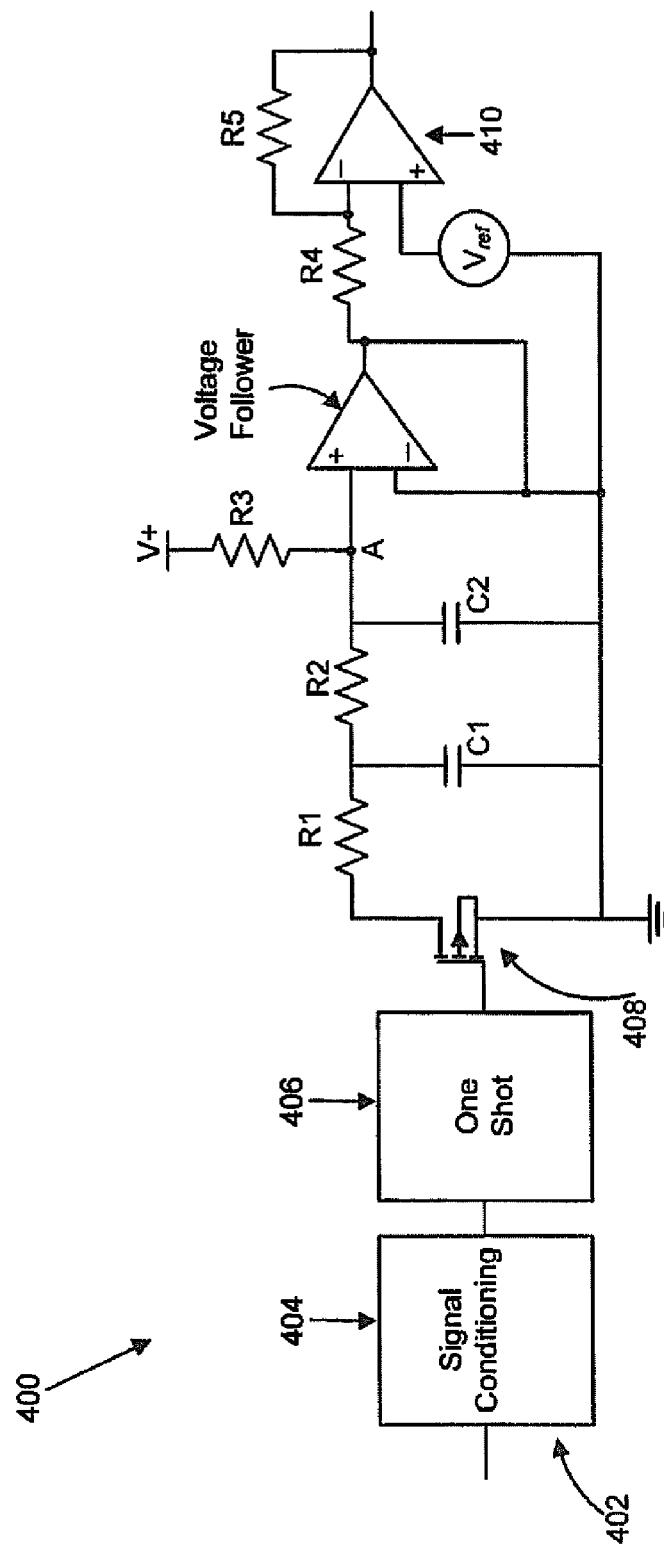 400
402
404
Signal
Conditioning
406
One
Shot
408
R1
C1
R2
C2
V+
R3
A
Voltage
Follower
+
−
R4
R5
−
+
410
Vref